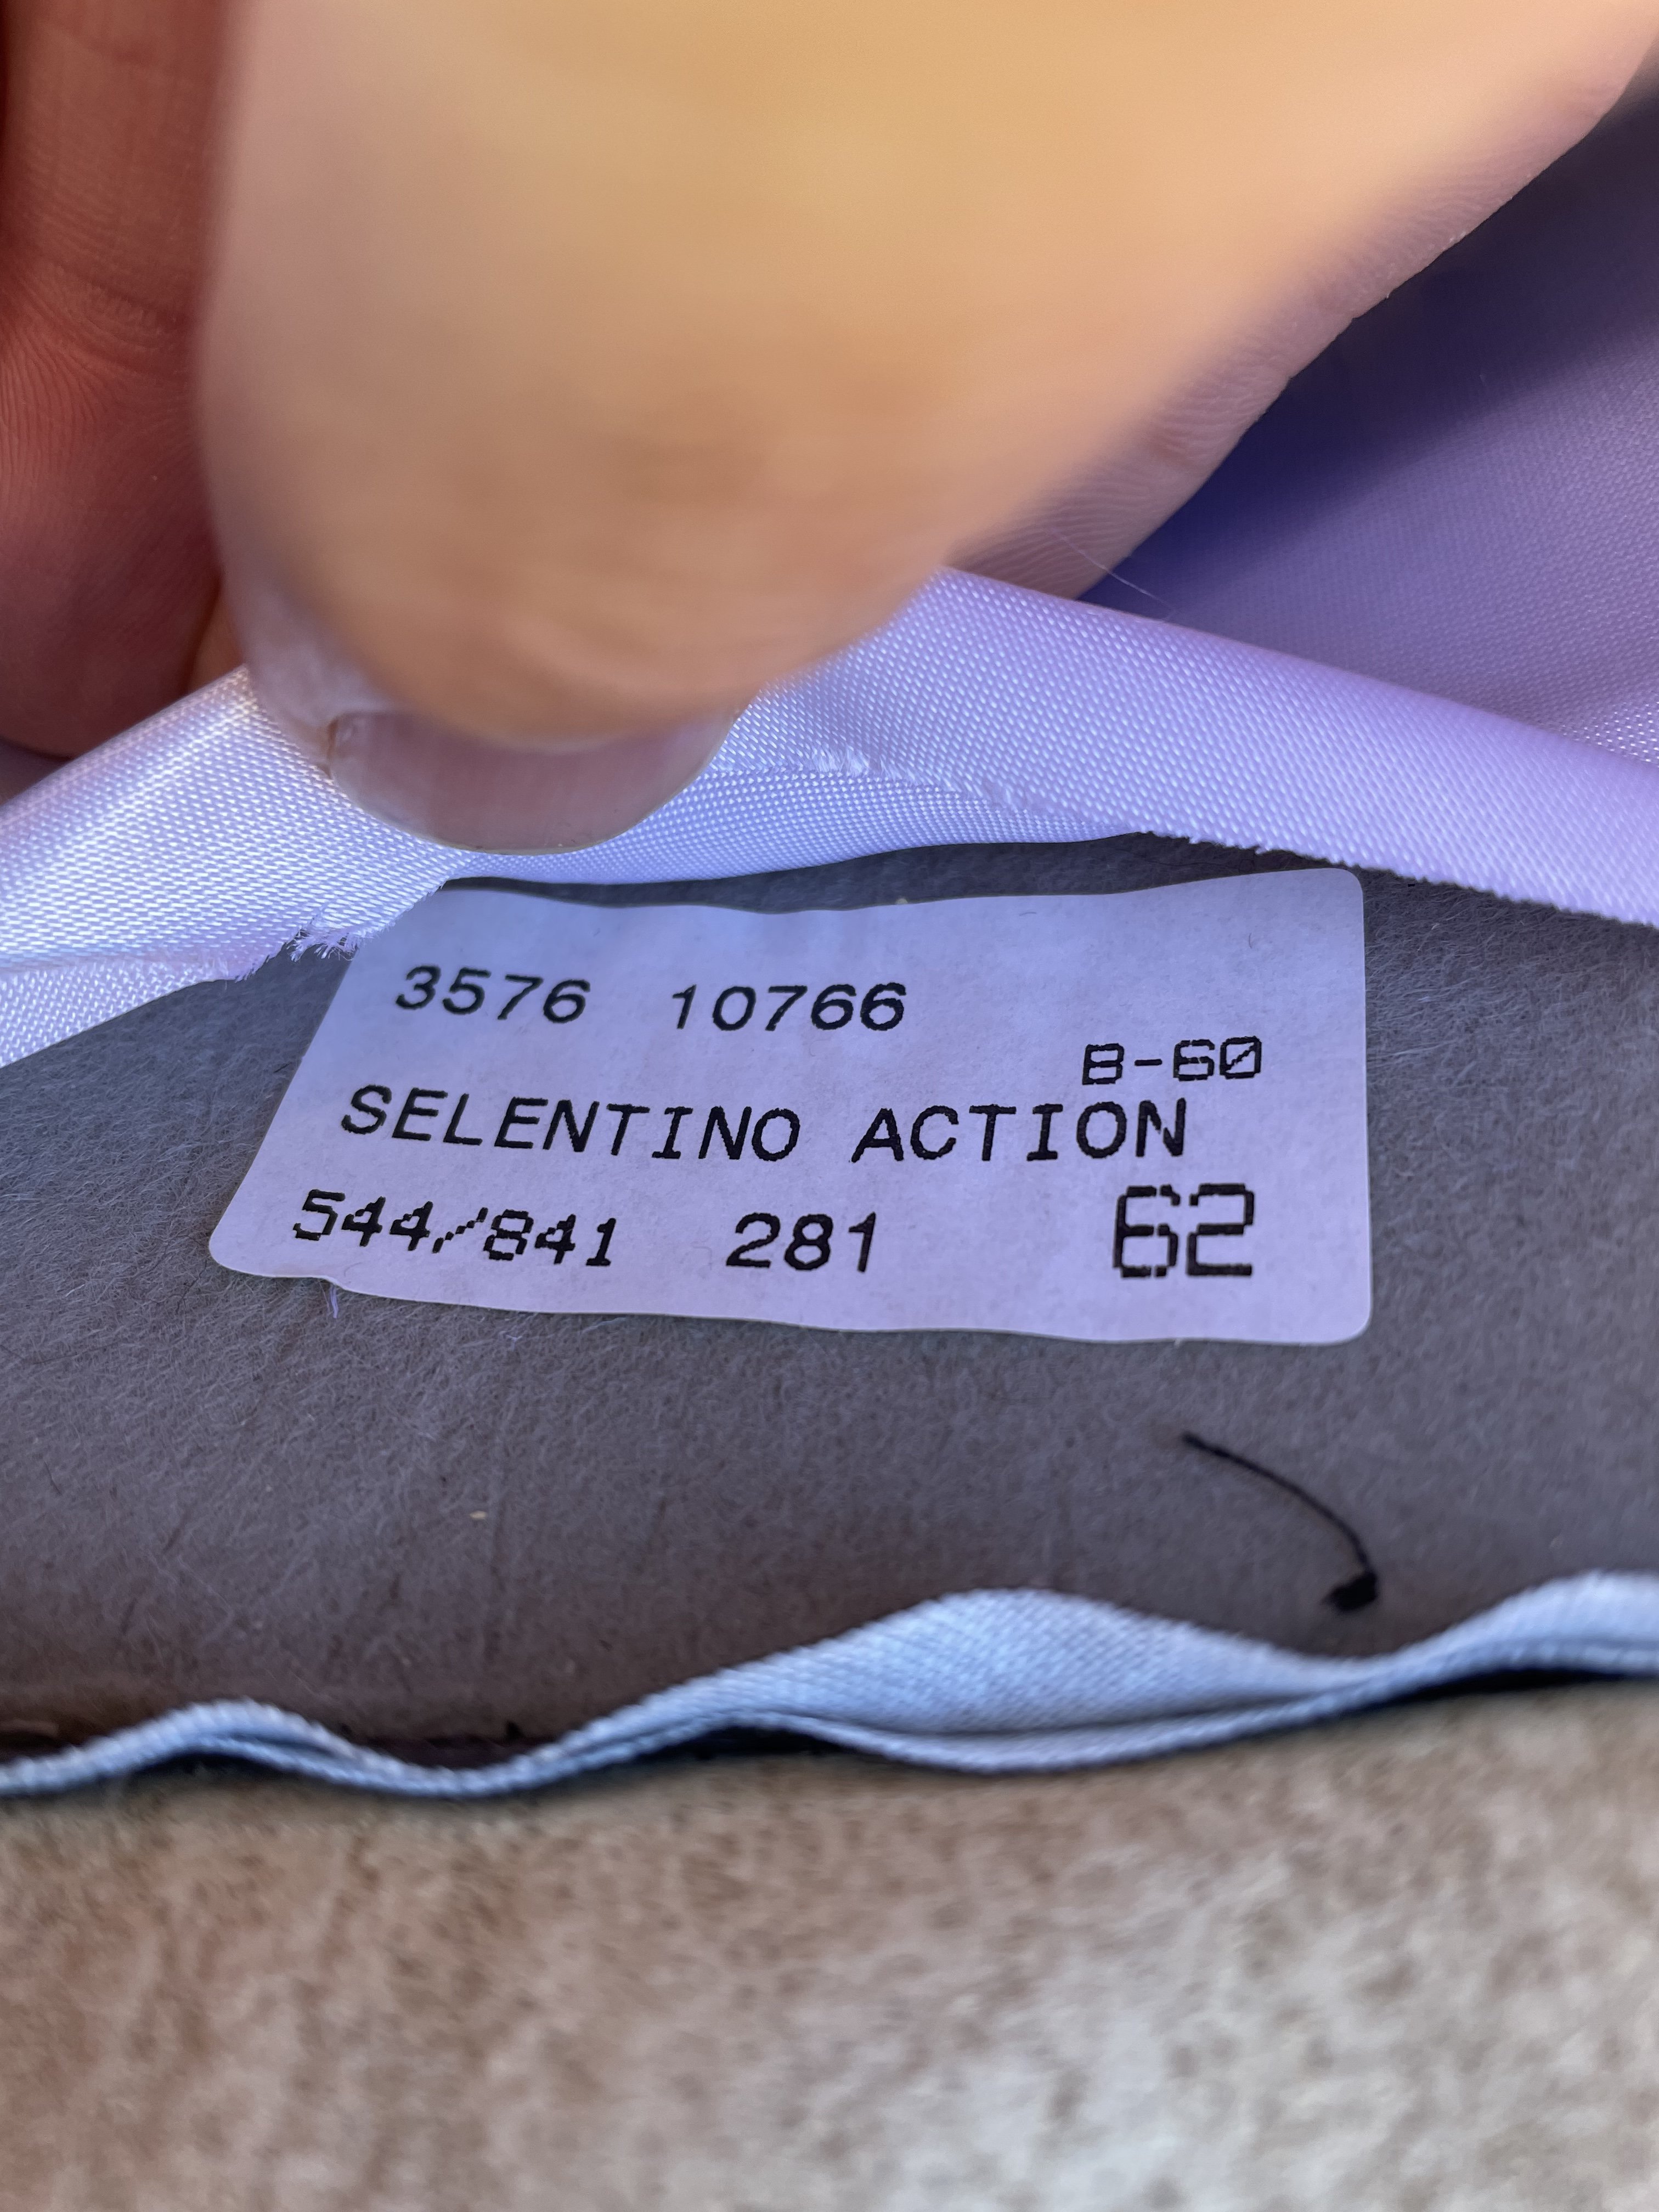 3576 10766
B-60
SELENTINO ACTION
544/841 281 62